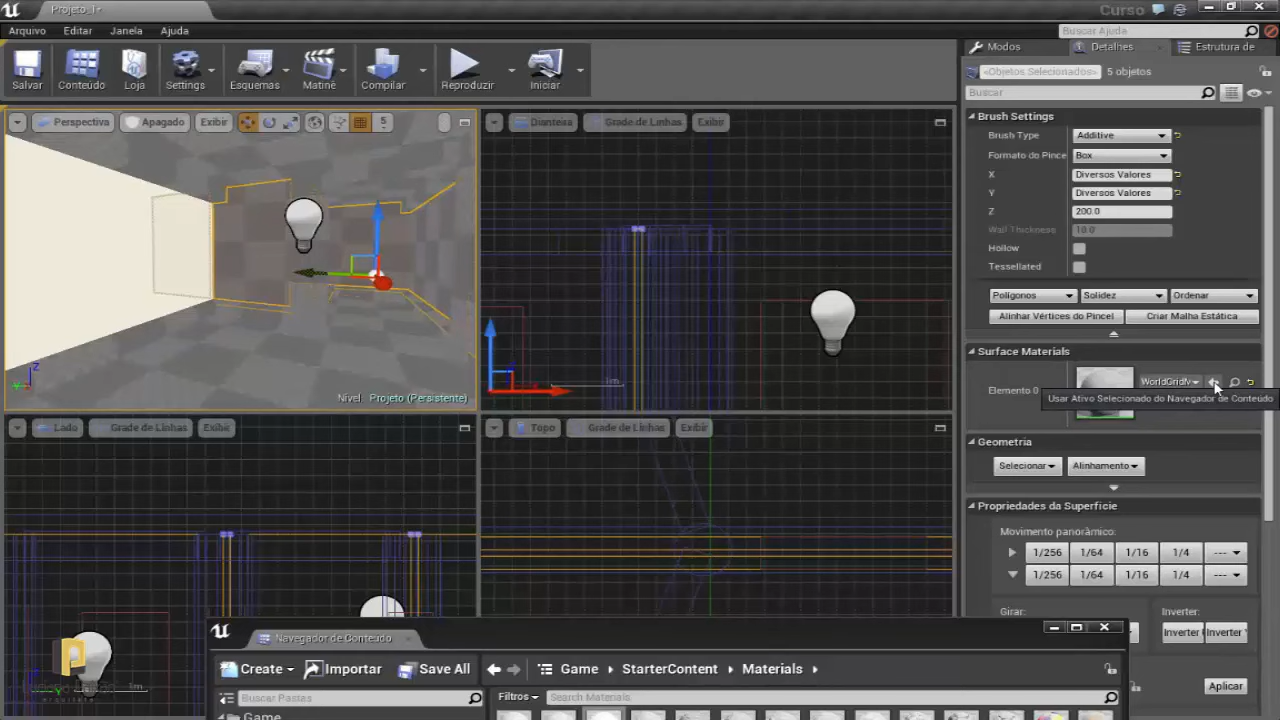 Projeto_1*
Curso
Arquivo Editar Janela Ajuda
Buscar Ajuda
Salvar Conteúdo Loja Settings Esquemas Matinê Compilar Reproduzir Iniciar
Modos Detalhes Estrutura de
<Objetos Selecionados> 5 objetos
Buscar
Perspectiva Apagado Exibir 5
Dianteira Grade de Linhas Exibir
Brush Settings
Brush Type Additive
Formato do Pince Box
X Diversos Valores
Y Diversos Valores
Z 200.0
Wall Thickness 10.0
Hollow
Tessellated
Polígonos Solidez Ordenar
Alinhar Vértices do Pincel Criar Malha Estática
Surface Materials
Elemento 0 WorldGridM
Usar Ativo Selecionado do Navegador de Conteúdo
Z
Y
1m
Nível Projeto (Persistente)
Lado Grade de Linhas Exibir
Topo Grade de Linhas Exibir
Geometria
Selecionar Alinhamento
Propriedades da Superfície
Movimento panorâmico:
1/256 1/64 1/16 1/4 ---
1/256 1/64 1/16 1/4 ---
Girar: Inverter:
Inverter Inverter
Aplicar
1m
Navegador de Conteúdo
Create Importar Save All Game StarterContent Materials
Buscar Pastas Filtros Search Materials
Game